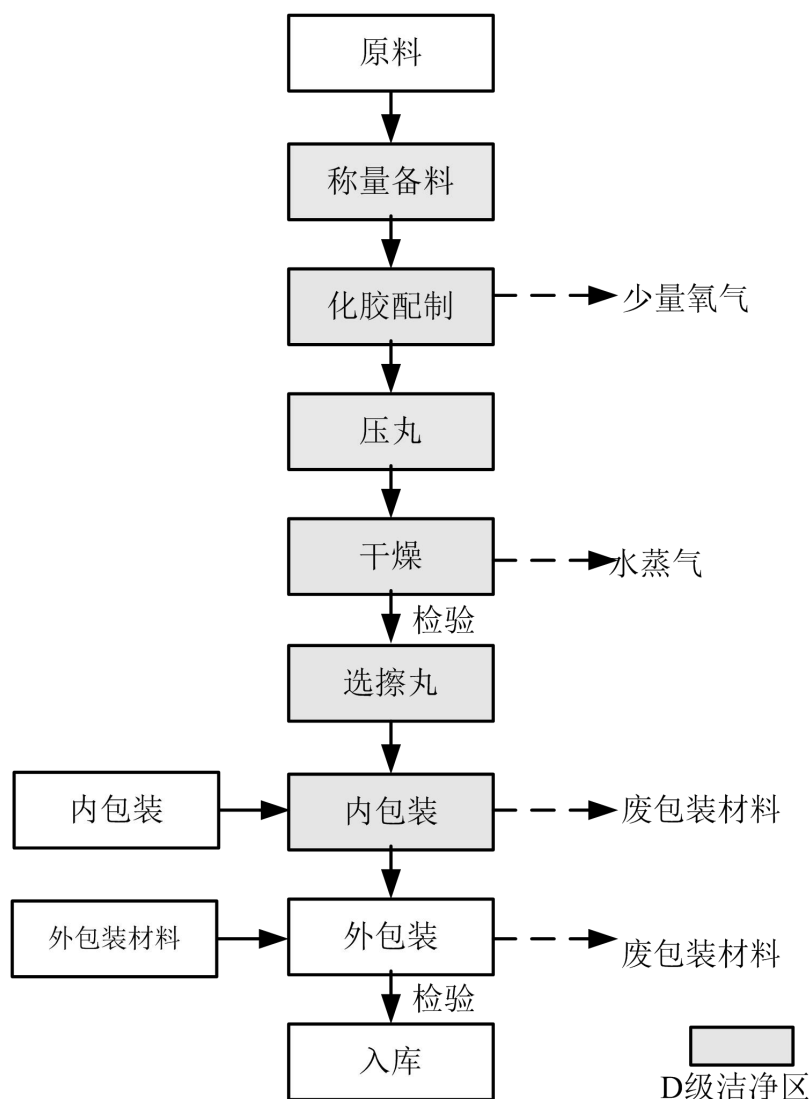 原料
称量备料
化胶配制
少量氧气
压丸
干燥
水蒸气
检验
选擦丸
内包装
内包装
废包装材料
外包装材料
外包装
废包装材料
检验
入库
D级洁净区